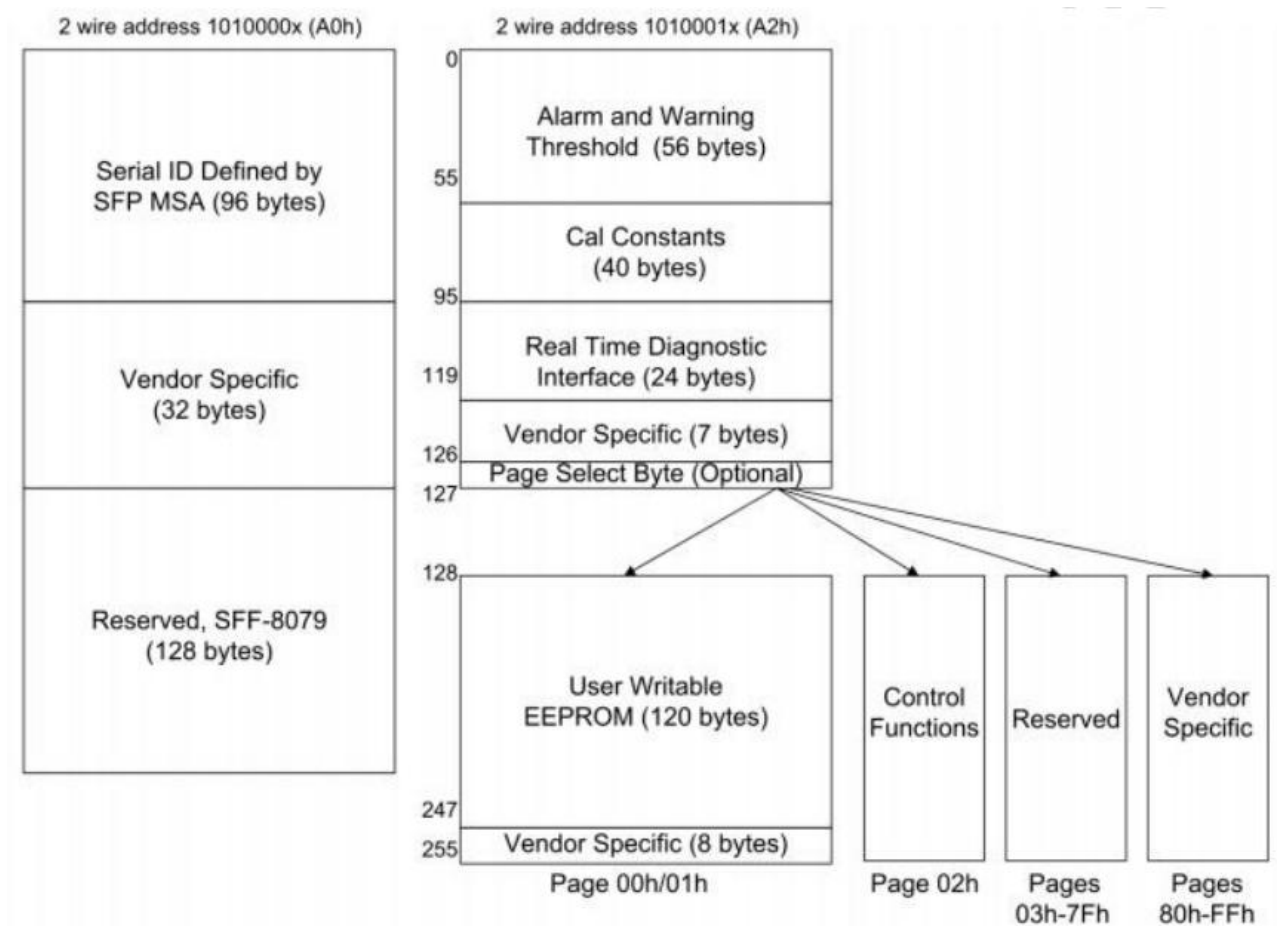 2 wire address 1010000x (A0h)
Serial ID Defined by
SFP MSA (96 bytes)
Vendor Specific
(32 bytes)
Reserved, SFF-8079
(128 bytes)
2 wire address 1010001x (A2h)
0
Alarm and Warning
Threshold (56 bytes)
55
Cal Constants
(40 bytes)
95
Real Time Diagnostic
Interface (24 bytes)
119
Vendor Specific (7 bytes)
126
Page Select Byte (Optional)
127
128
User Writable
EEPROM (120 bytes)
247
Vendor Specific (8 bytes)
255
Page 00h/01h
Control
Functions
Page 02h
Reserved
Pages
03h-7Fh
Vendor
Specific
Pages
80h-FFh